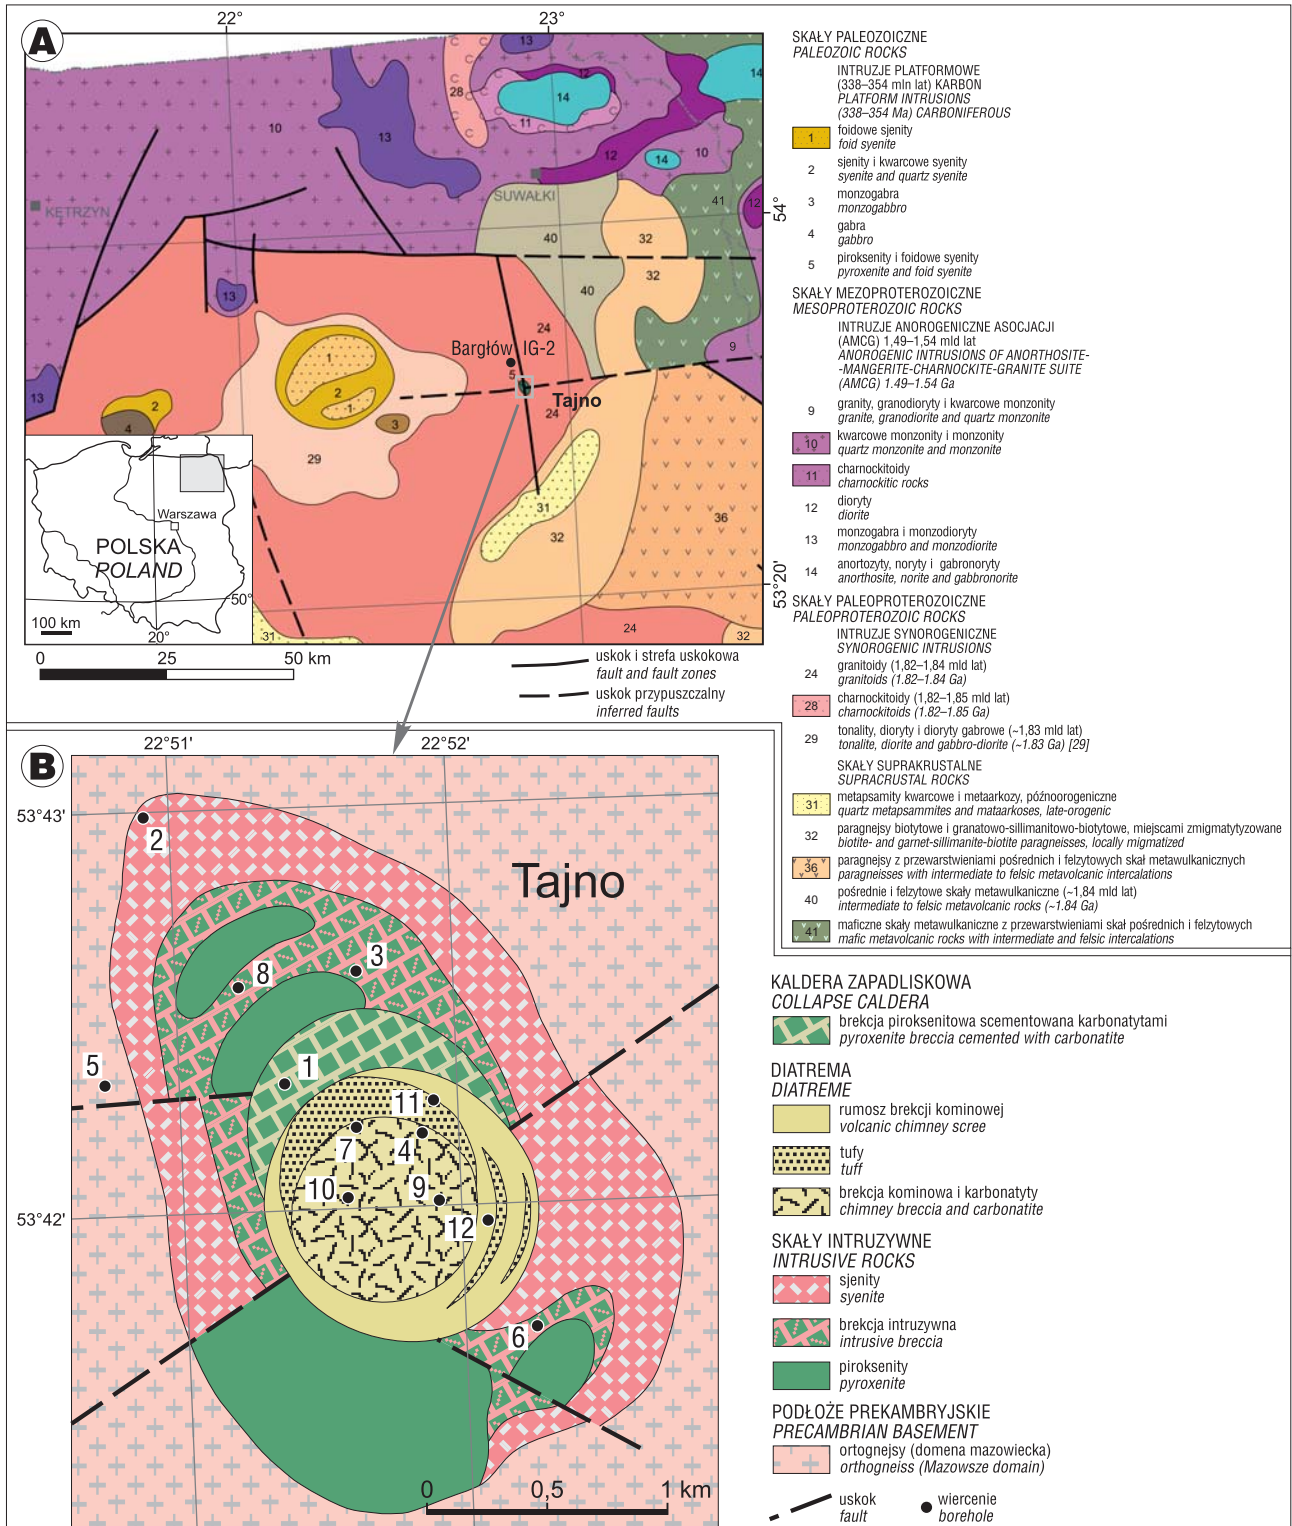 A
22°
23°
13
12
14
14
28
11
10
13
12
14
10
SUWAŁKI
KĘTRZYN
41
12
54°
40
32
32
40
13
24
9
Bargłów IG-2
5
1
2
1
Tajno
24
13
2
4
3
29
31
32
36
53°20'
24
32
31
Warszawa
POLSKA
POLAND
50°
100 km
20°
0 25 50 km
uskok i strefa uskokowa
fault and fault zones
uskok przypuszczalny
inferred faults
SKAŁY PALEOZOICZNE
PALEOZOIC ROCKS
INTRUZJE PLATFORMOWE
(338–354 mln lat) KARBON
PLATFORM INTRUSIONS
(338–354 Ma) CARBONIFEROUS
1 foidowe sjenity
foid syenite
2 sjenity i kwarcowe syenity
syenite and quartz syenite
3 monzogabra
monzogabbro
4 gabra
gabbro
5 piroksenity i foidowe syenity
pyroxenite and foid syenite
SKAŁY MEZOPROTEROZOICZNE
MESOPROTEROZOIC ROCKS
INTRUZJE ANOROGENICZNE ASOCJACJI
(AMCG) 1,49–1,54 mld lat
ANOROGENIC INTRUSIONS OF ANORTHOSITE-
-MANGERITE-CHARNOCKITE-GRANITE SUITE
(AMCG) 1.49–1.54 Ga
9 granity, granodioryty i kwarcowe monzonity
granite, granodiorite and quartz monzonite
10 kwarcowe monzonity i monzonity
quartz monzonite and monzonite
11 charnockitoidy
charnockitic rocks
12 dioryty
diorite
13 monzogabra i monzodioryty
monzogabbro and monzodiorite
14 anortozyty, noryty i gabronoryty
anorthosite, norite and gabbronorite
SKAŁY PALEOPROTEROZOICZNE
PALEOPROTEROZOIC ROCKS
INTRUZJE SYNOROGENICZNE
SYNOROGENIC INTRUSIONS
24 granitoidy (1,82–1,84 mld lat)
granitoids (1.82–1.84 Ga)
28 charnockitoidy (1,82–1,85 mld lat)
charnockitoids (1.82–1.85 Ga)
29 tonality, dioryty i dioryty gabrowe (~1,83 mld lat)
tonalite, diorite and gabbro-diorite (~1.83 Ga) [29]
SKAŁY SUPRAKRUSTALNE
SUPRACRUSTAL ROCKS
31 metapsamity kwarcowe i metaarkozy, późnoorogeniczne
quartz metapsammites and mataarkoses, late-orogenic
32 paragnejsy biotytowe i granatowo-sillimanitowo-biotytowe, miejscami zmigmatytyzowane
biotite- and garnet-sillimanite-biotite paragneisses, locally migmatized
36 paragnejsy z przewarstwieniami pośrednich i felzytowych skał metawulkanicznych
paragneisses with intermediate to felsic metavolcanic intercalations
40 pośrednie i felzytowe skały metawulkaniczne (~1,84 mld lat)
intermediate to felsic metavolcanic rocks (~1.84 Ga)
41 maficzne skały metawulkaniczne z przewarstwieniami skał pośrednich i felzytowych
mafic metavolcanic rocks with intermediate and felsic intercalations
B
22°51'
22°52'
53°43'
2
Tajno
3
8
5
1
11
7
4
10
9
12
53°42'
6
0 0,5 1 km
KALDERA ZAPADLISKOWA
COLLAPSE CALDERA
brekcja piroksenitowa scementowana karbonatytami
pyroxenite breccia cemented with carbonatite
DIATREMA
DIATREME
rumosz brekcji kominowej
volcanic chimney scree
tufy
tuff
brekcja kominowa i karbonatyty
chimney breccia and carbonatite
SKAŁY INTRUZYWNE
INTRUSIVE ROCKS
sjenity
syenite
brekcja intruzywna
intrusive breccia
piroksenity
pyroxenite
PODŁOŻE PREKAMBRYJSKIE
PRECAMBRIAN BASEMENT
ortognejsy (domena mazowiecka)
orthogneiss (Mazowsze domain)
uskok
fault
wiercenie
borehole